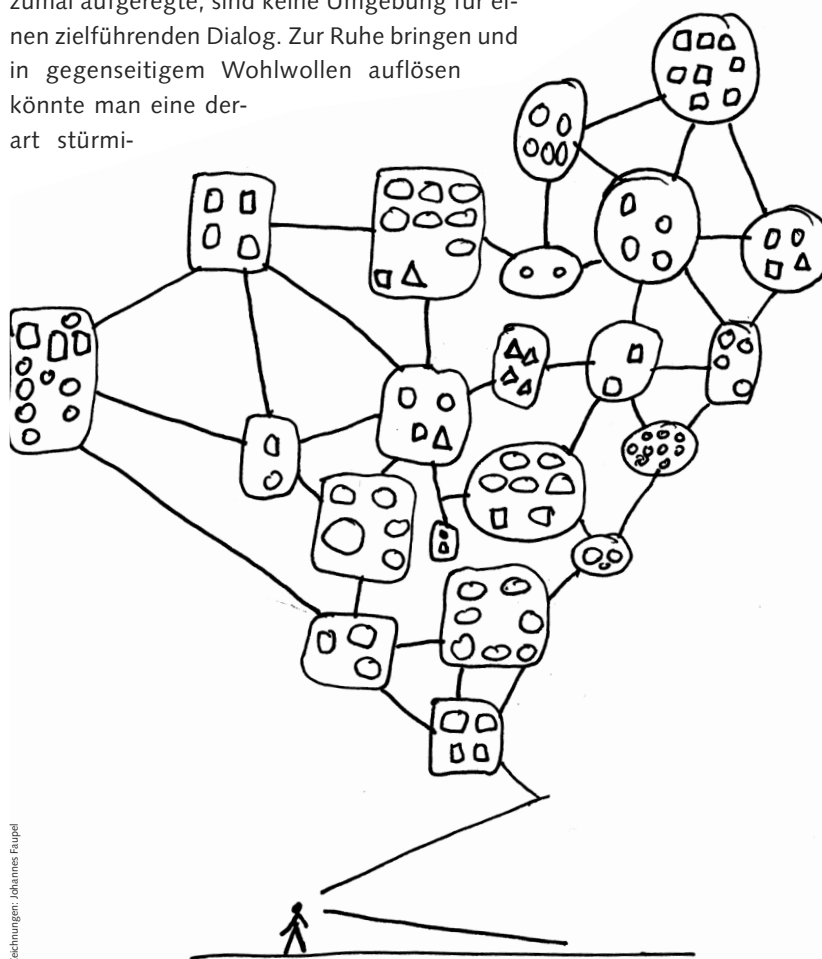 zumal aufgeregte, sind keine Umgebung für ei-
nen zielführenden Dialog. Zur Ruhe bringen und
in gegenseitigem Wohlwollen auflösen
könnte man eine der-
art stürmi-
eichnungen: Johannes Faupel